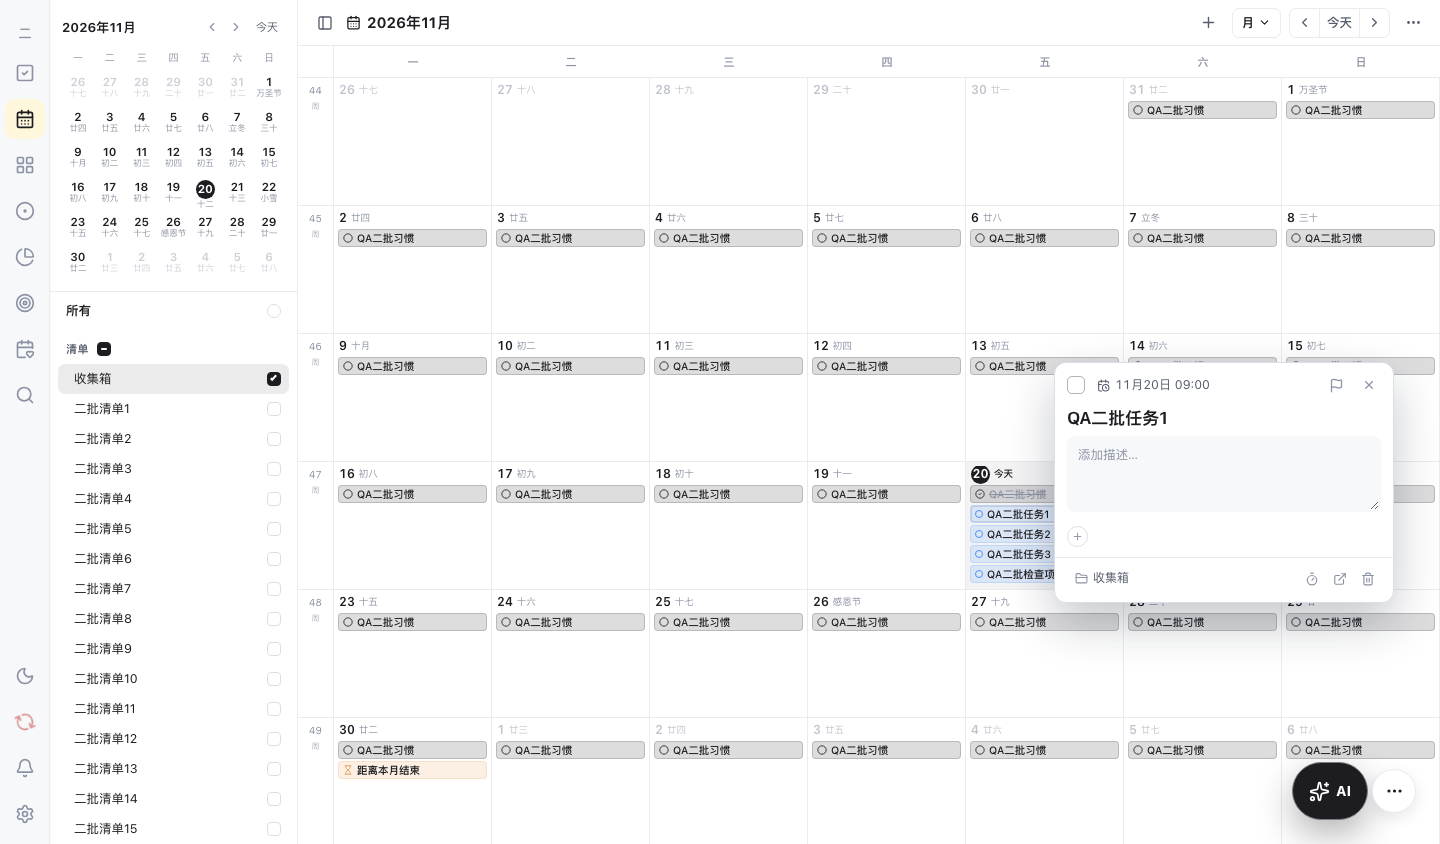 二
2026年11月
今天
一 二 三 四 五 六 日
26 27 28 29 30 31 1
十七 十八 十九 二十 廿一 廿二 万圣节
2 3 4 5 6 7 8
廿四 廿五 廿六 廿七 廿八 立冬 三十
9 10 11 12 13 14 15
十月 初二 初三 初四 初五 初六 初七
16 17 18 19 20 21 22
初八 初九 初十 十一 十二 十三 小雪
23 24 25 26 27 28 29
十五 十六 十七 感恩节 十九 二十 廿一
30 1 2 3 4 5 6
廿二 廿三 廿四 廿五 廿六 廿七 廿八
所有
清单
收集箱
二批清单1
二批清单2
二批清单3
二批清单4
二批清单5
二批清单6
二批清单7
二批清单8
二批清单9
二批清单10
二批清单11
二批清单12
二批清单13
二批清单14
二批清单15
2026年11月
月
今天
一 二 三 四 五 六 日
44 周
26 十七 27 十八 28 十九 29 二十 30 廿一 31 廿二 1 万圣节
QA二批习惯 QA二批习惯
45 周
2 廿四 3 廿五 4 廿六 5 廿七 6 廿八 7 立冬 8 三十
QA二批习惯 QA二批习惯 QA二批习惯 QA二批习惯 QA二批习惯 QA二批习惯 QA二批习惯
46 周
9 十月 10 初二 11 初三 12 初四 13 初五 14 初六 15 初七
QA二批习惯 QA二批习惯 QA二批习惯 QA二批习惯 QA二批习惯
47 周
16 初八 17 初九 18 初十 19 十一 20 今天
QA二批习惯 QA二批习惯 QA二批习惯 QA二批习惯 QA二批习惯
QA二批任务1
QA二批任务2
QA二批任务3
QA二批检查项
11月20日 09:00
QA二批任务1
添加描述...
收集箱
48 周
23 十五 24 十六 25 十七 26 感恩节 27 十九 28 二十 29 廿
QA二批习惯 QA二批习惯 QA二批习惯 QA二批习惯 QA二批习惯 QA二批习惯 QA二批习惯
49 周
30 廿二 1 廿三 2 廿四 3 廿五 4 廿六 5 廿七 6 廿八
QA二批习惯 QA二批习惯 QA二批习惯 QA二批习惯 QA二批习惯 QA二批习惯 QA二批习惯
距离本月结束
AI